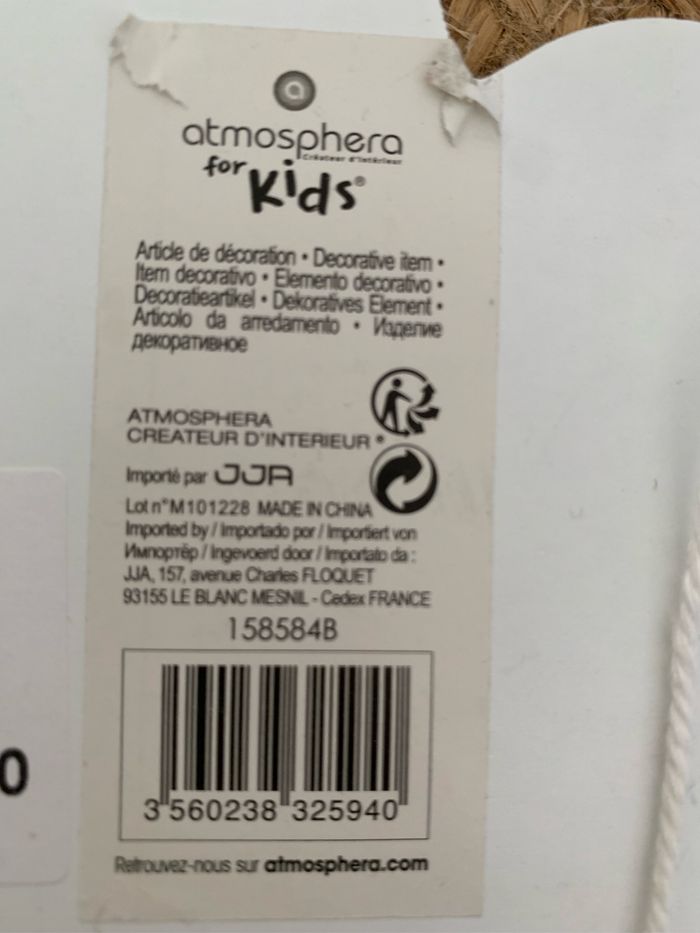 a
atmosphera
Créateur d'intérieur
for
Kids®
Article de décoration • Decorative item •
Item decorativo • Elemento decorativo •
Decoratieartikel • Dekoratives Element •
Articolo da arredamento • Изделие
декоративное
ATMOSPHERA
CREATEUR D'INTERIEUR ®
Importé par JJA
Lot n°M101228 MADE IN CHINA
Imported by / Importado por / Importiert von
Импортёр / Ingevoerd door / Importato da :
JJA, 157, avenue Charles FLOQUET
93155 LE BLANC MESNIL - Cedex FRANCE
158584B
3 560238 325940
Retrouvez-nous sur atmosphera.com
0